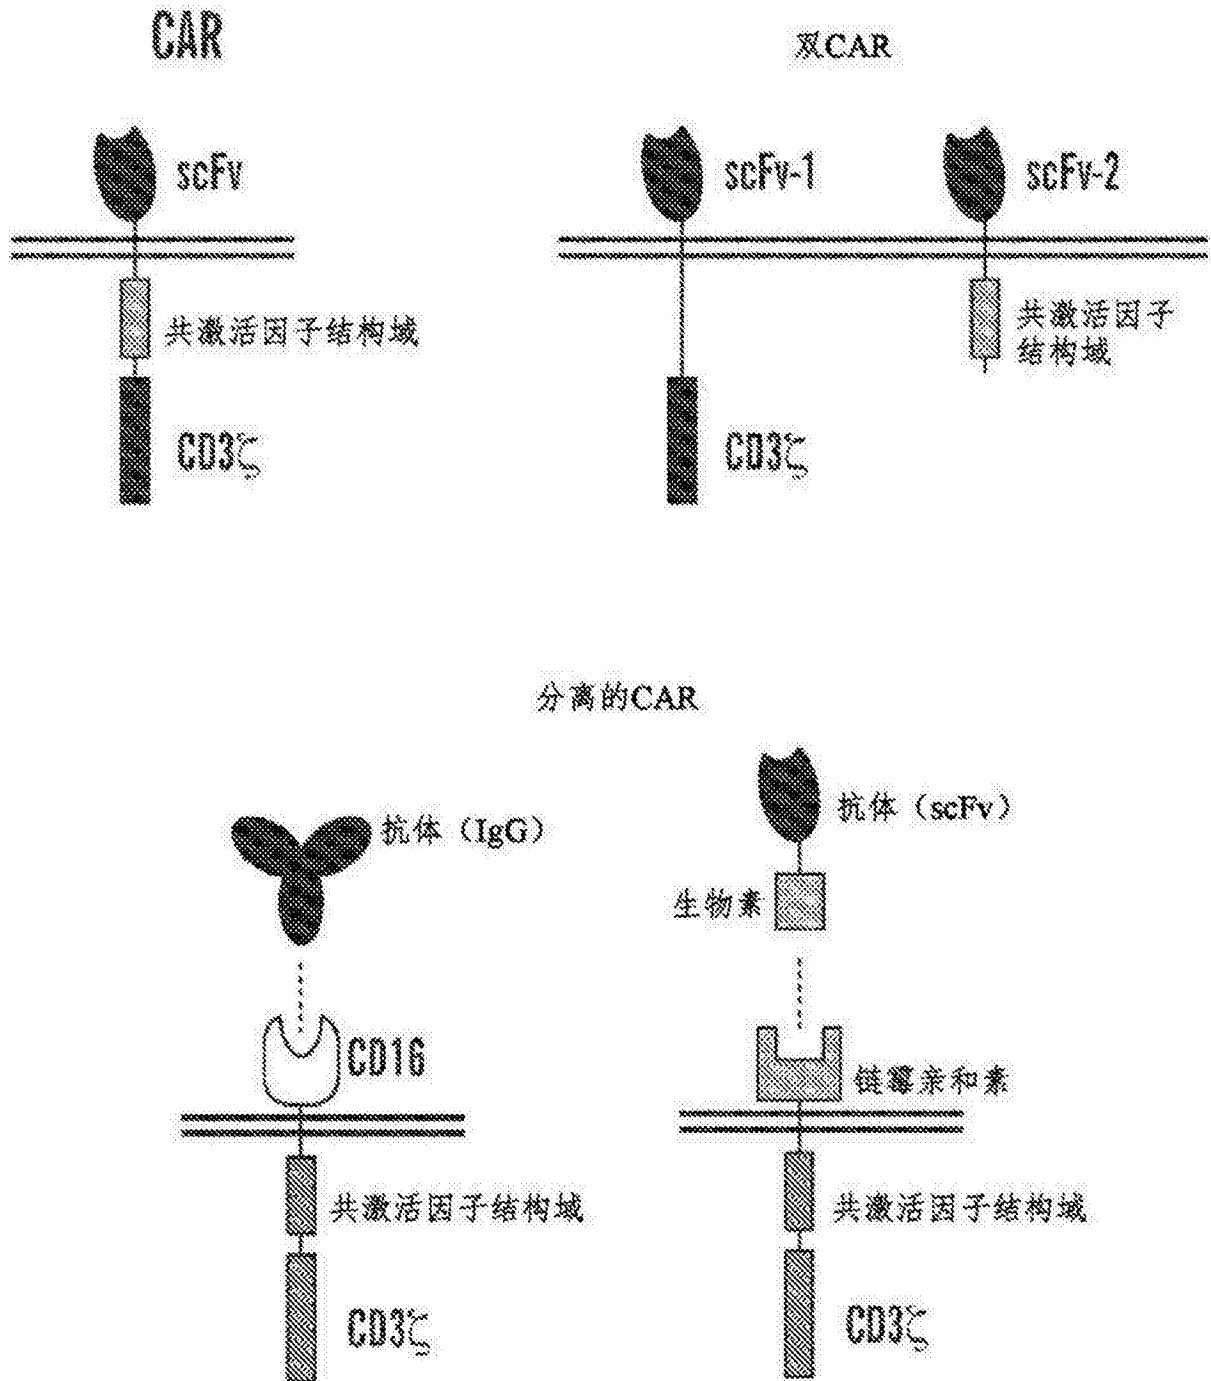 CAR
双CAR
scFv
scFv-1
scFv-2
共激活因子结构域
共激活因子
结构域
CD3ζ
CD3ζ
分离的CAR
抗体（IgG）
抗体（scFv）
生物素
CD16
链霉亲和素
共激活因子结构域
共激活因子结构域
CD3ζ
CD3ζ